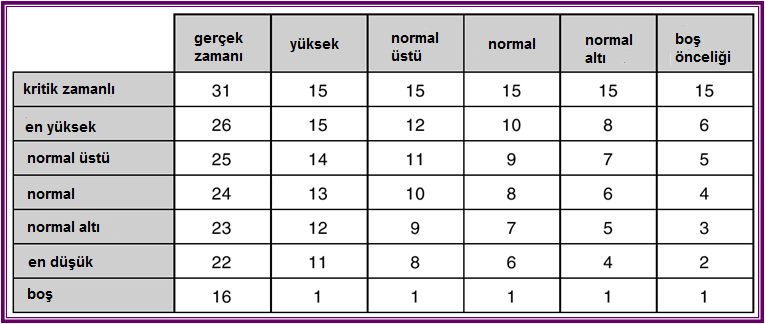 gerçek zamanı yüksek normal üstü normal normal altı boş önceliği
kritik zamanlı 31 15 15 15 15 15
en yüksek 26 15 12 10 8 6
normal üstü 25 14 11 9 7 5
normal 24 13 10 8 6 4
normal altı 23 12 9 7 5 3
en düşük 22 11 8 6 4 2
boş 16 1 1 1 1 1